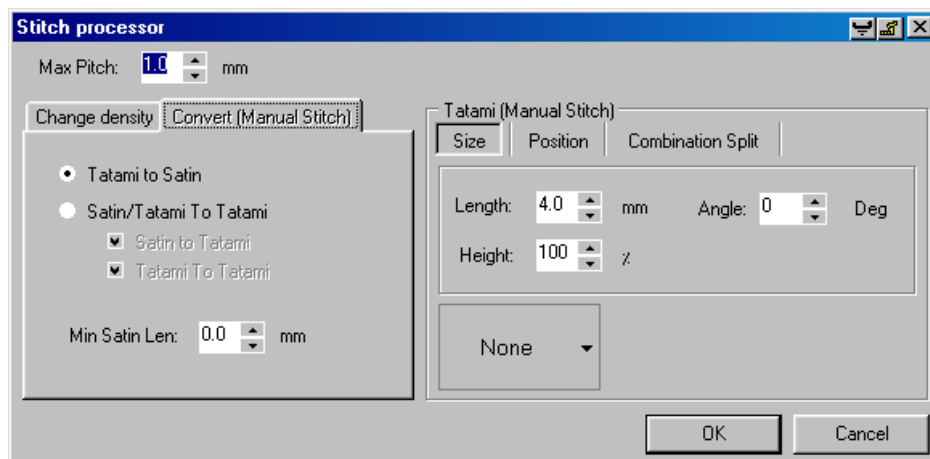 Stitch processor
Max Pitch: 1.0 mm
Change density Convert (Manual Stitch)
Tatami to Satin
Satin/Tatami To Tatami
Satin to Tatami
Tatami To Tatami
Min Satin Len: 0.0 mm
Tatami (Manual Stitch)
Size Position Combination Split
Length: 4.0 mm Angle: 0 Deg
Height: 100 %
None
OK Cancel